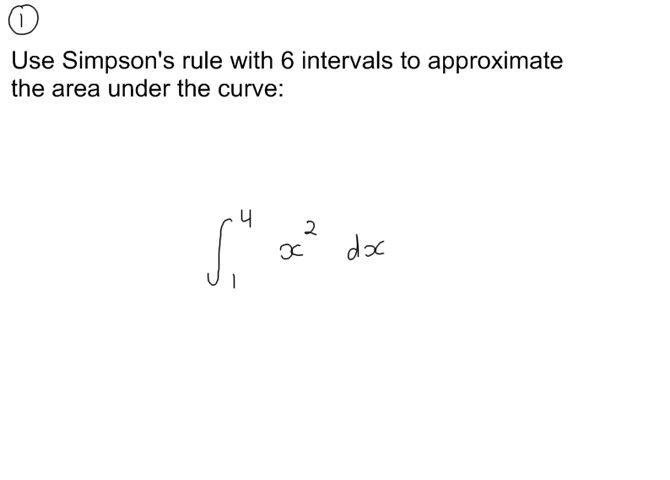 ①
Use Simpson's rule with 6 intervals to approximate
the area under the curve:
∫₁⁴ x² dx